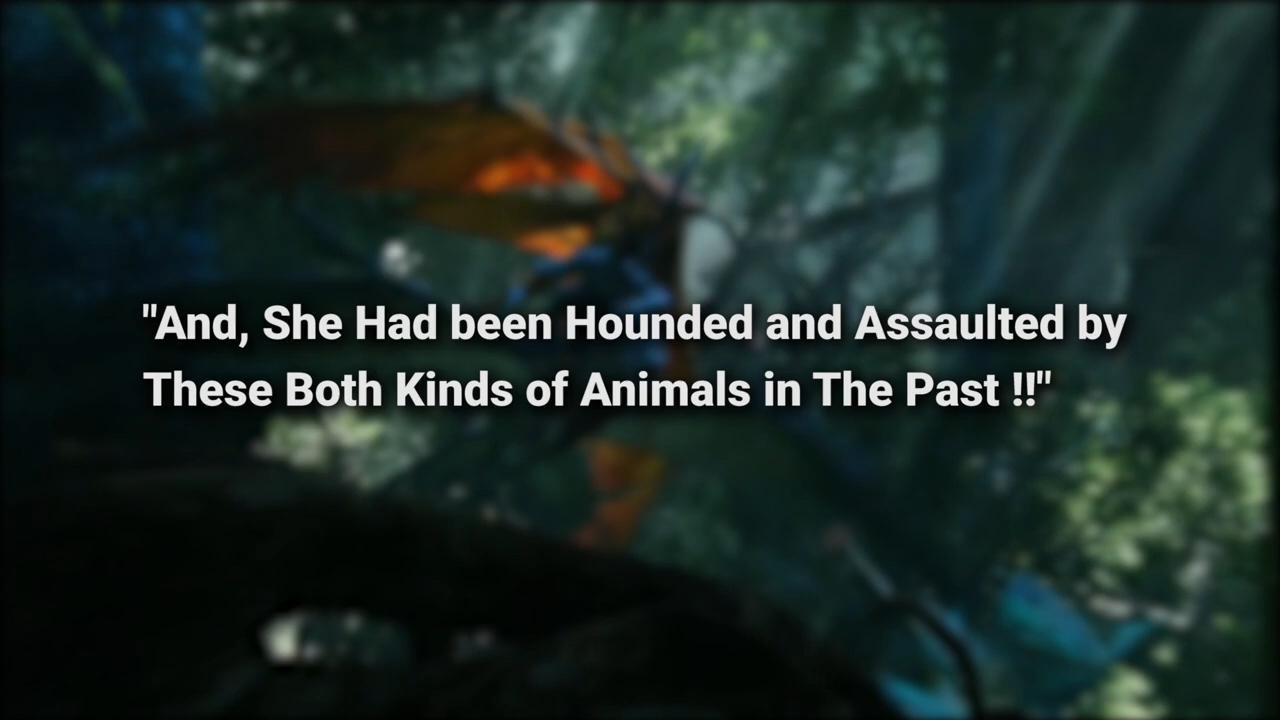 "And, She Had been Hounded and Assaulted by
These Both Kinds of Animals in The Past !!"